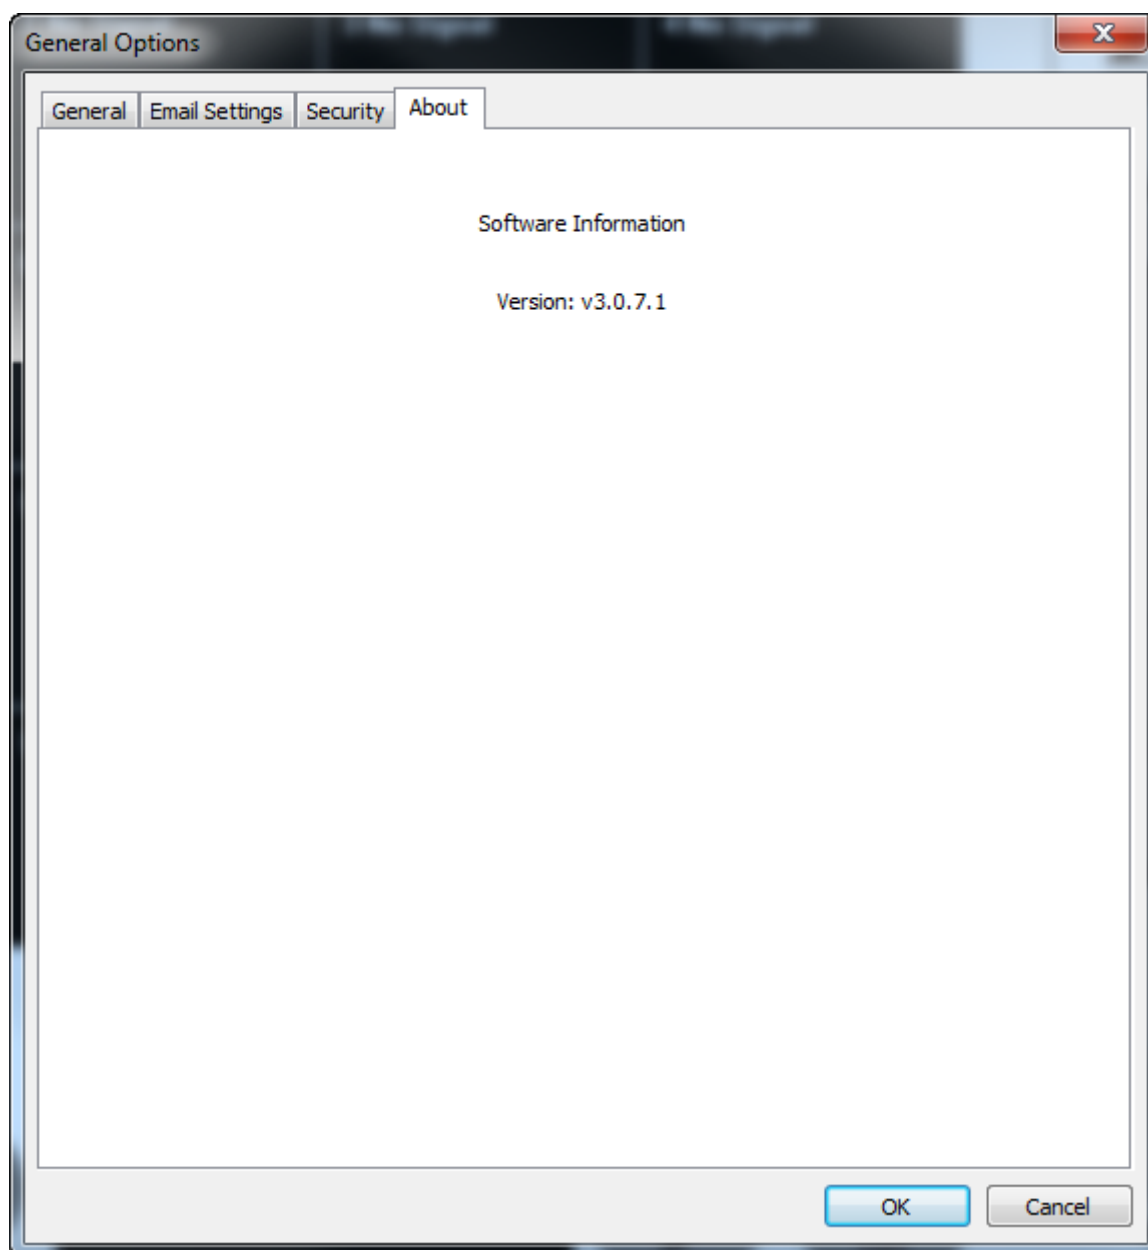 General Options
General
Email Settings
Security
About
Software Information
Version: v3.0.7.1
OK
Cancel